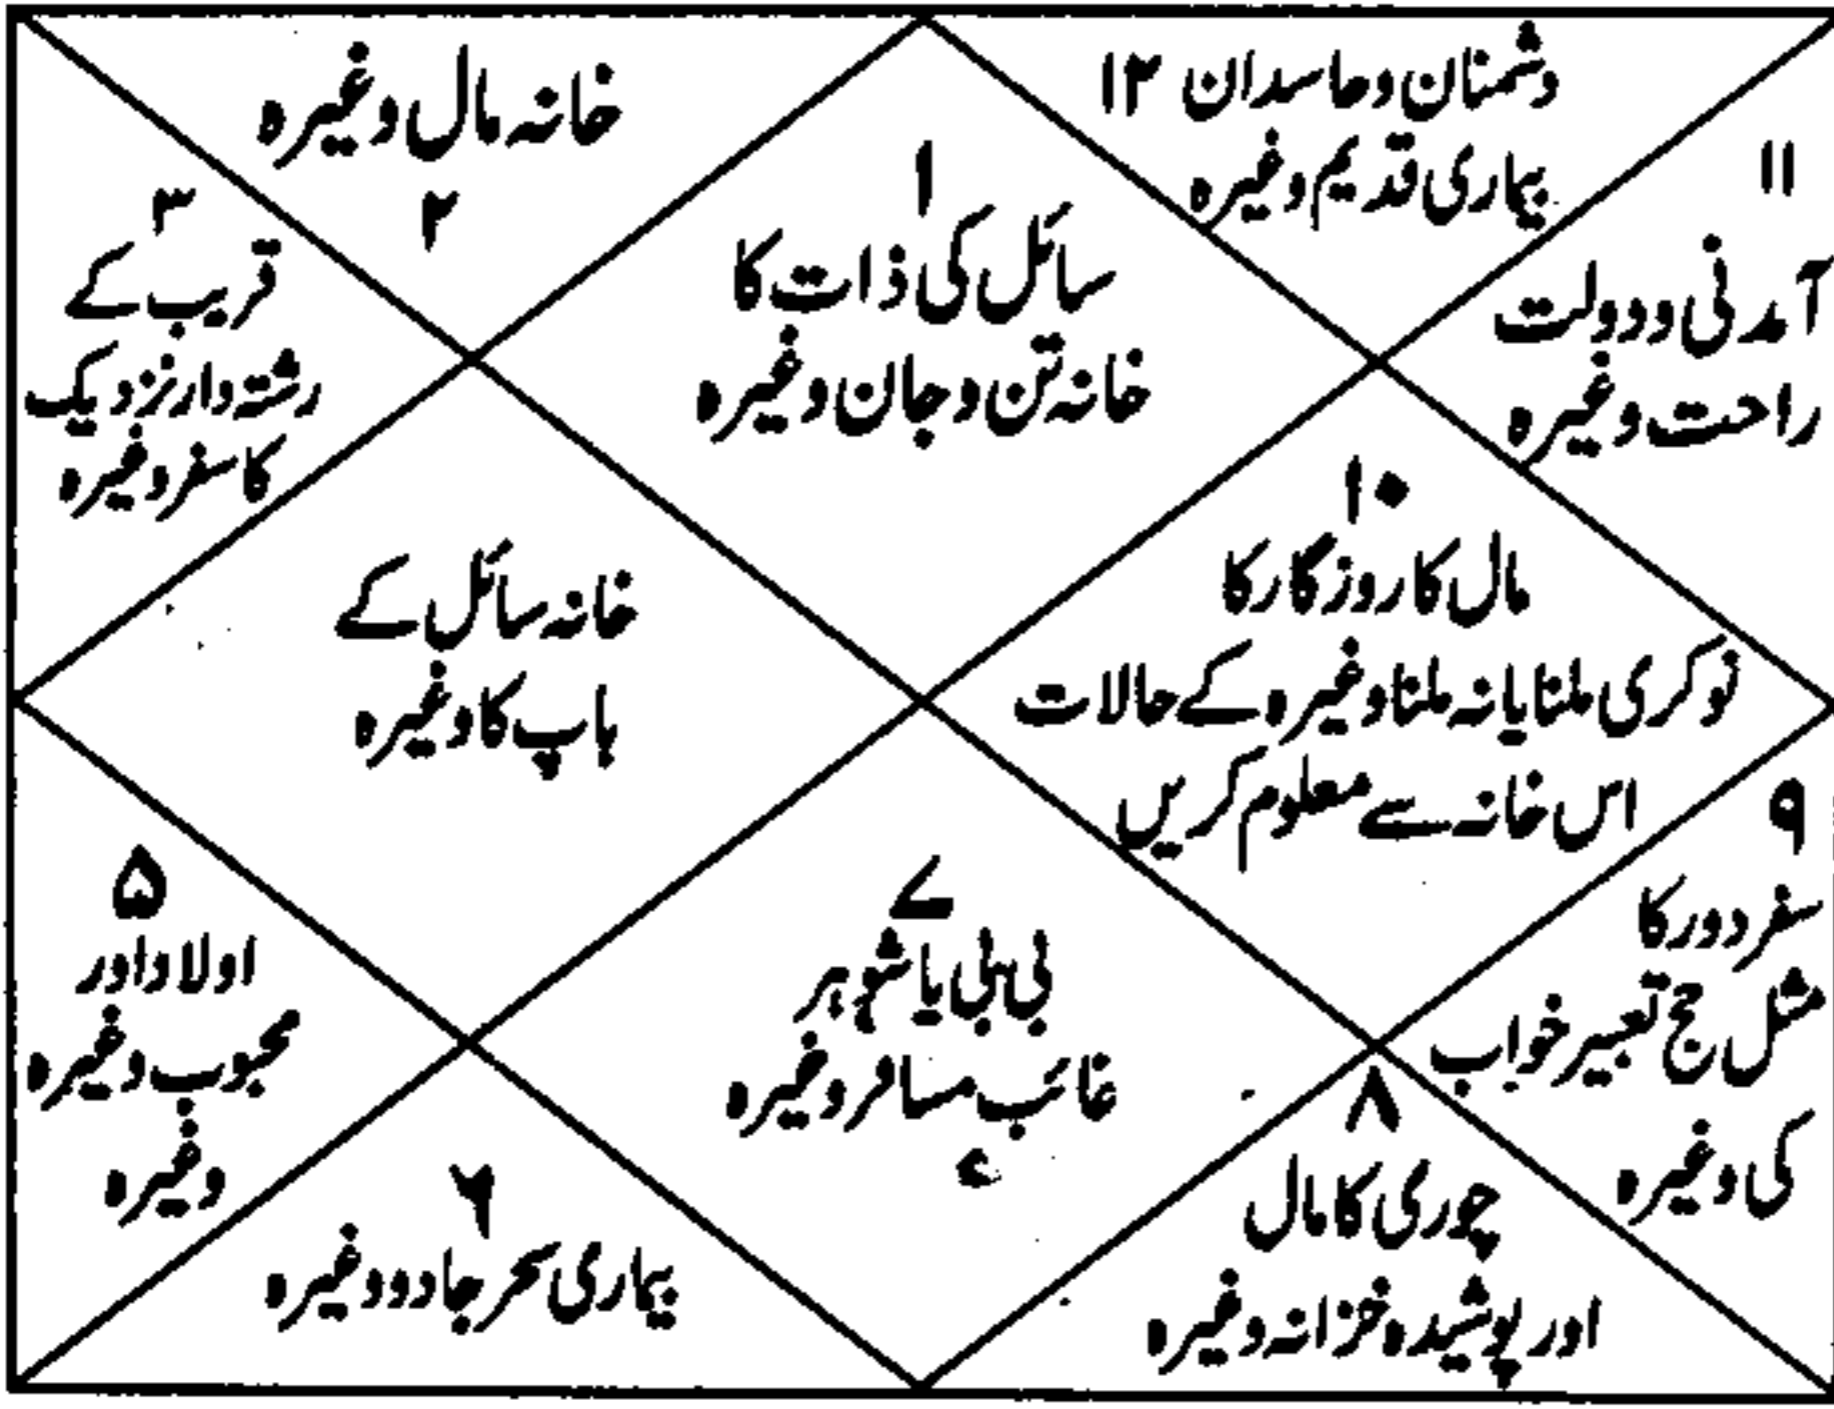 خانہ مال وغیرہ
۲
۱
سائل کی ذات کا
خانہ تن وجان وغیرہ
دشمنان وحاسدان ۱۲
بیماری قدیم وغیرہ
۱۱
آمدنی ودولت
راحت وغیرہ
۳
قریب کے
رشتہ دار نزدیک
کا سفر وغیرہ
۱۰
مال کا روزگار کا
نوکری ملنا یا نہ ملنا وغیرہ کے حالات
اس خانہ سے معلوم کریں
خانہ سائل کے
باپ کا وغیرہ
۹
سفر دور کا
مثل حج تعبیر خواب
کی وغیرہ
۵
اولاد اور
محبوب وغیرہ
وغیرہ
۷
بی بی یا شوہر
غائب مسافر وغیرہ
۶
بیماری سحر جادو وغیرہ
۸
چوری کا مال
اور پوشیدہ خزانہ وغیرہ